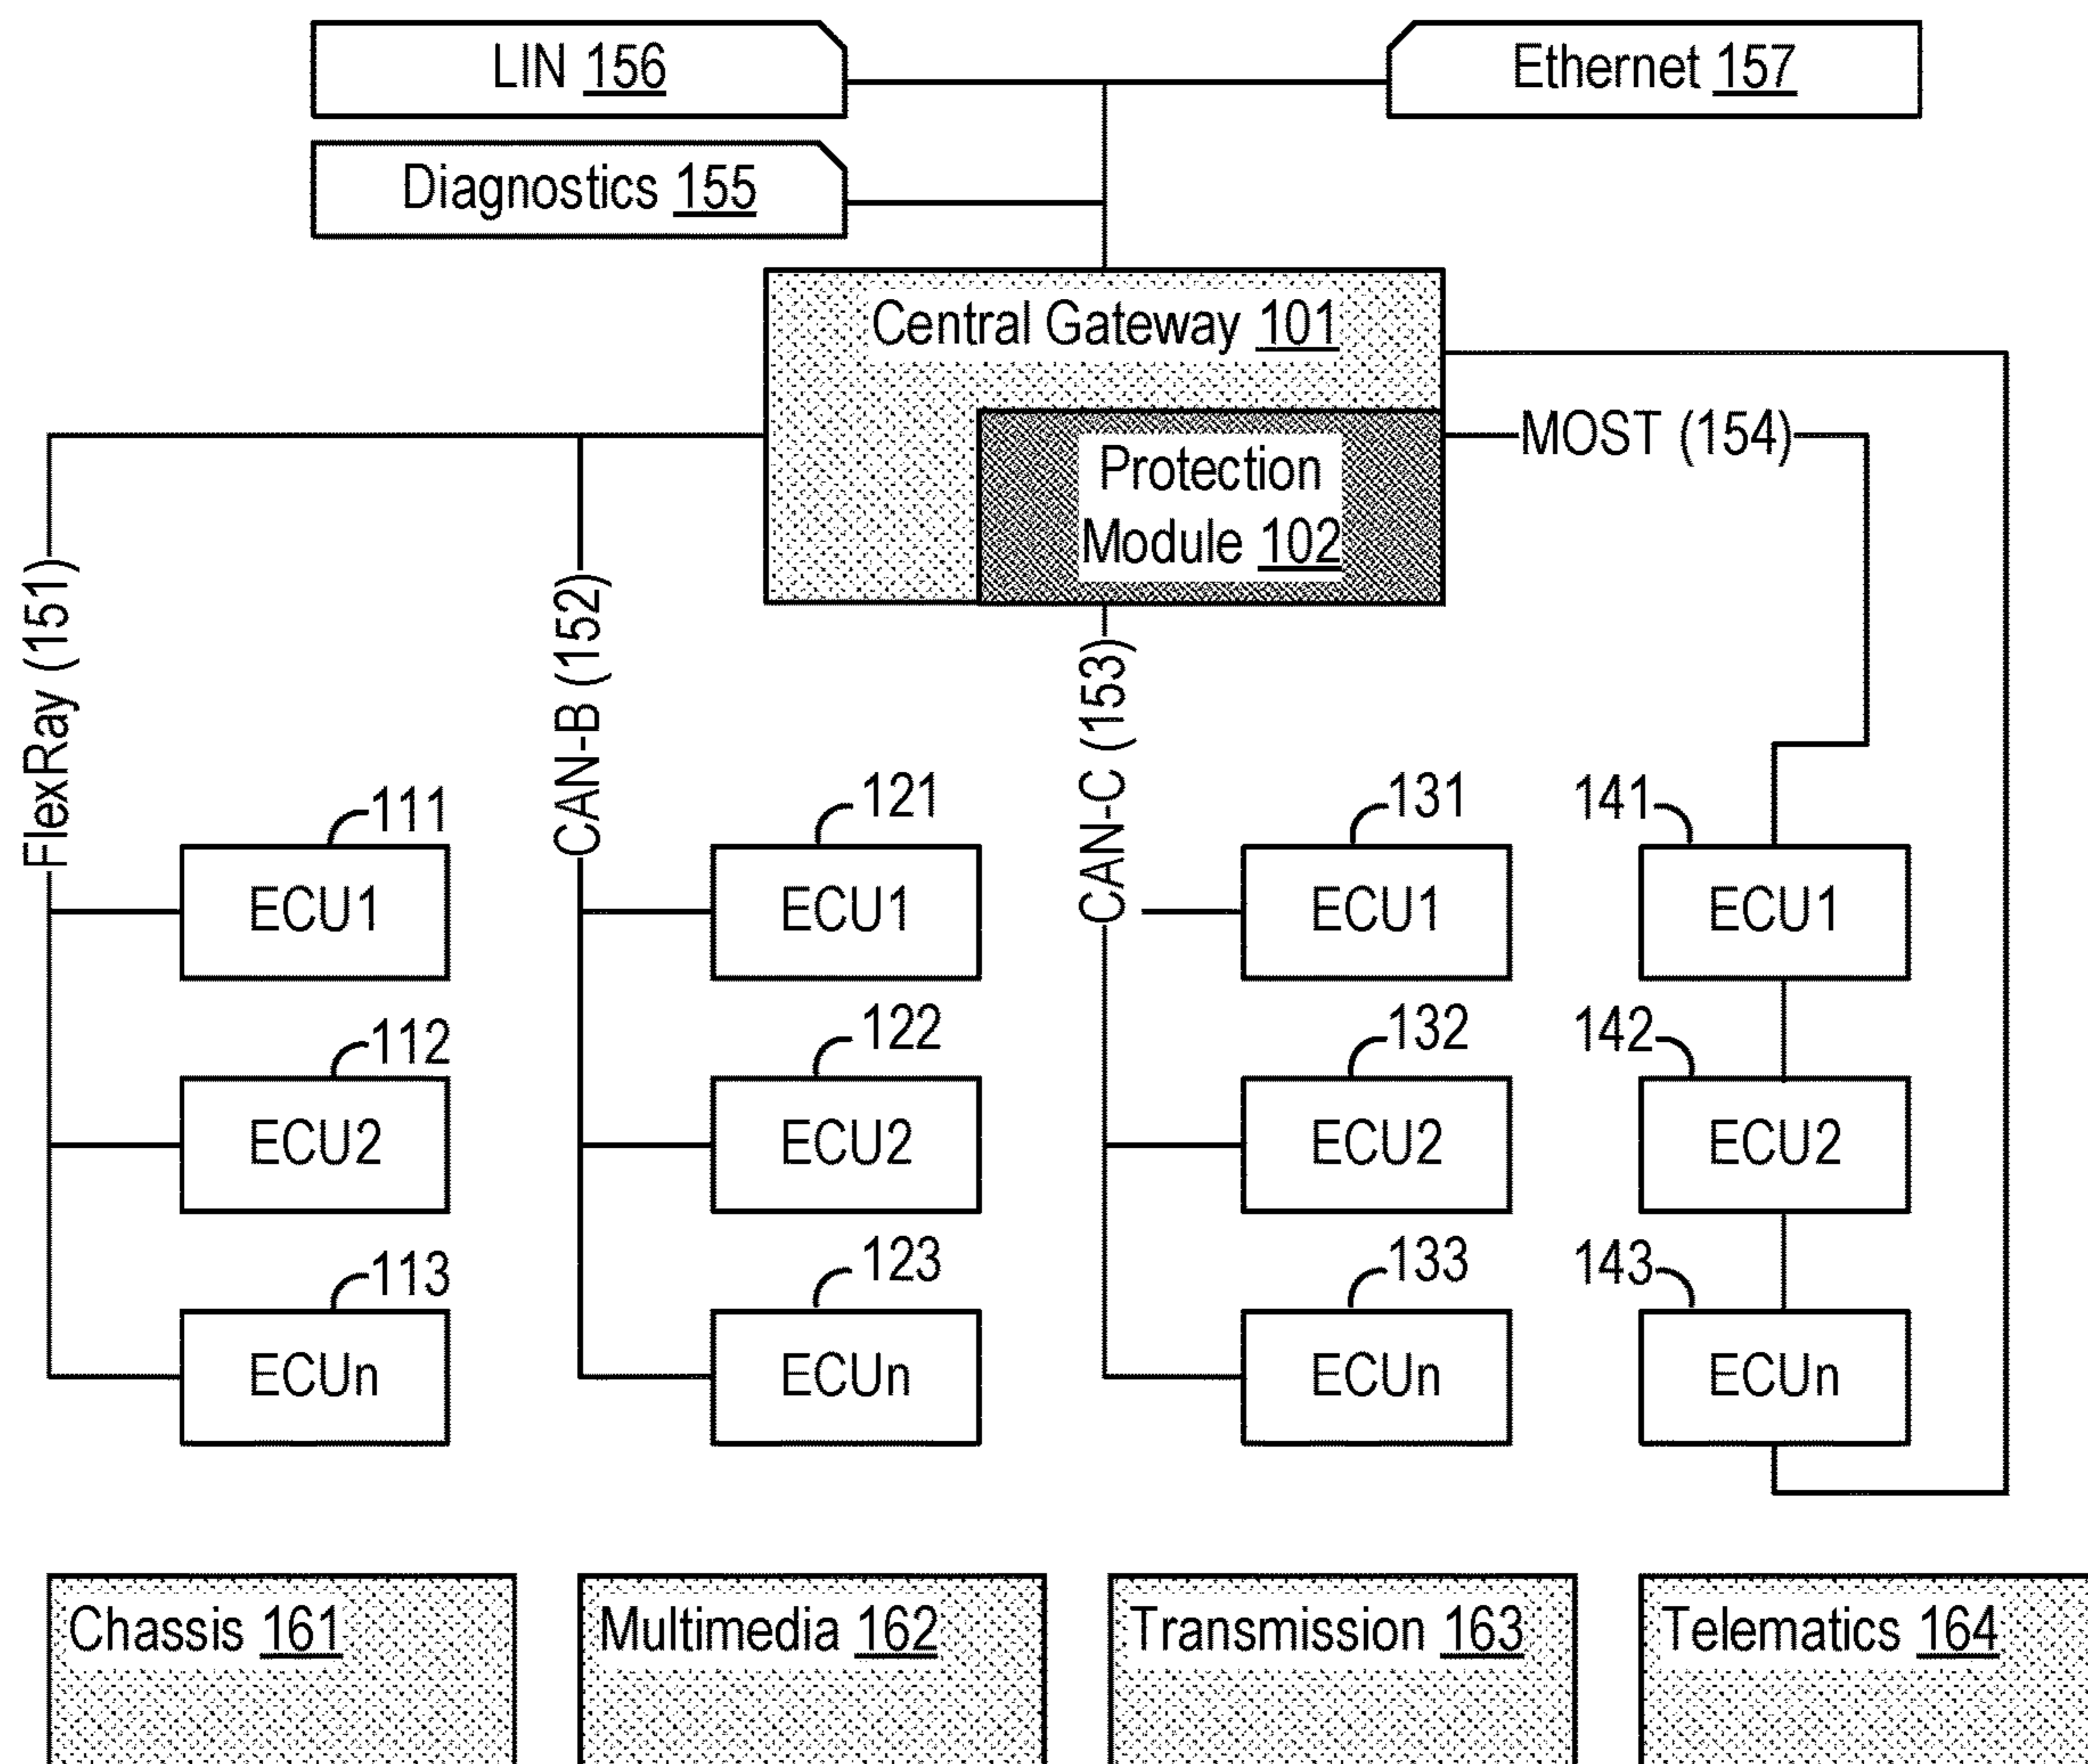 LIN 156
Ethernet 157
Diagnostics 155
Central Gateway 101
MOST (154)
Protection
Module 102
FlexRay (151)
CAN-B (152)
CAN-C (153)
111
121
131
141
ECU1
ECU1
ECU1
ECU1
112
122
132
142
ECU2
ECU2
ECU2
ECU2
113
123
133
143
ECUn
ECUn
ECUn
ECUn
Chassis 161
Multimedia 162
Transmission 163
Telematics 164